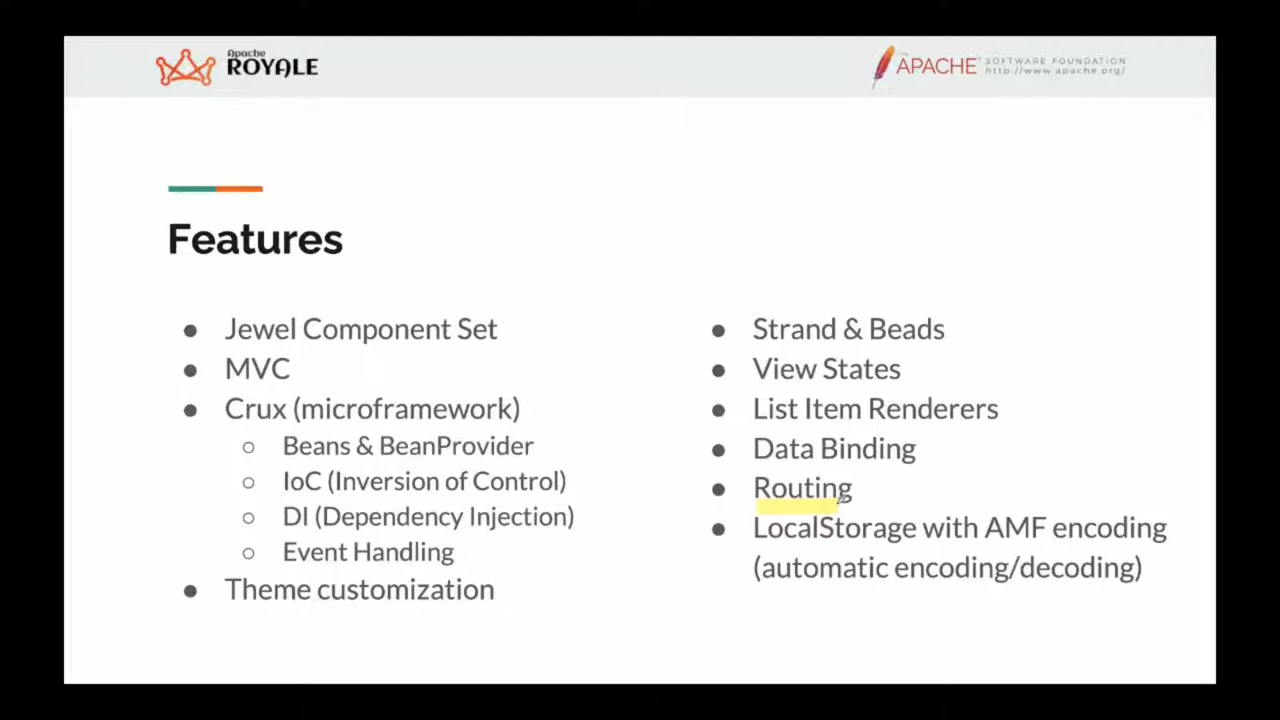 Apache
ROYALE
THE
APACHE
SOFTWARE FOUNDATION
http://www.apache.org/
Features
● Jewel Component Set
● MVC
● Crux (microframework)
○ Beans & BeanProvider
○ IoC (Inversion of Control)
○ DI (Dependency Injection)
○ Event Handling
● Theme customization
● Strand & Beads
● View States
● List Item Renderers
● Data Binding
● Routing
● LocalStorage with AMF encoding
(automatic encoding/decoding)